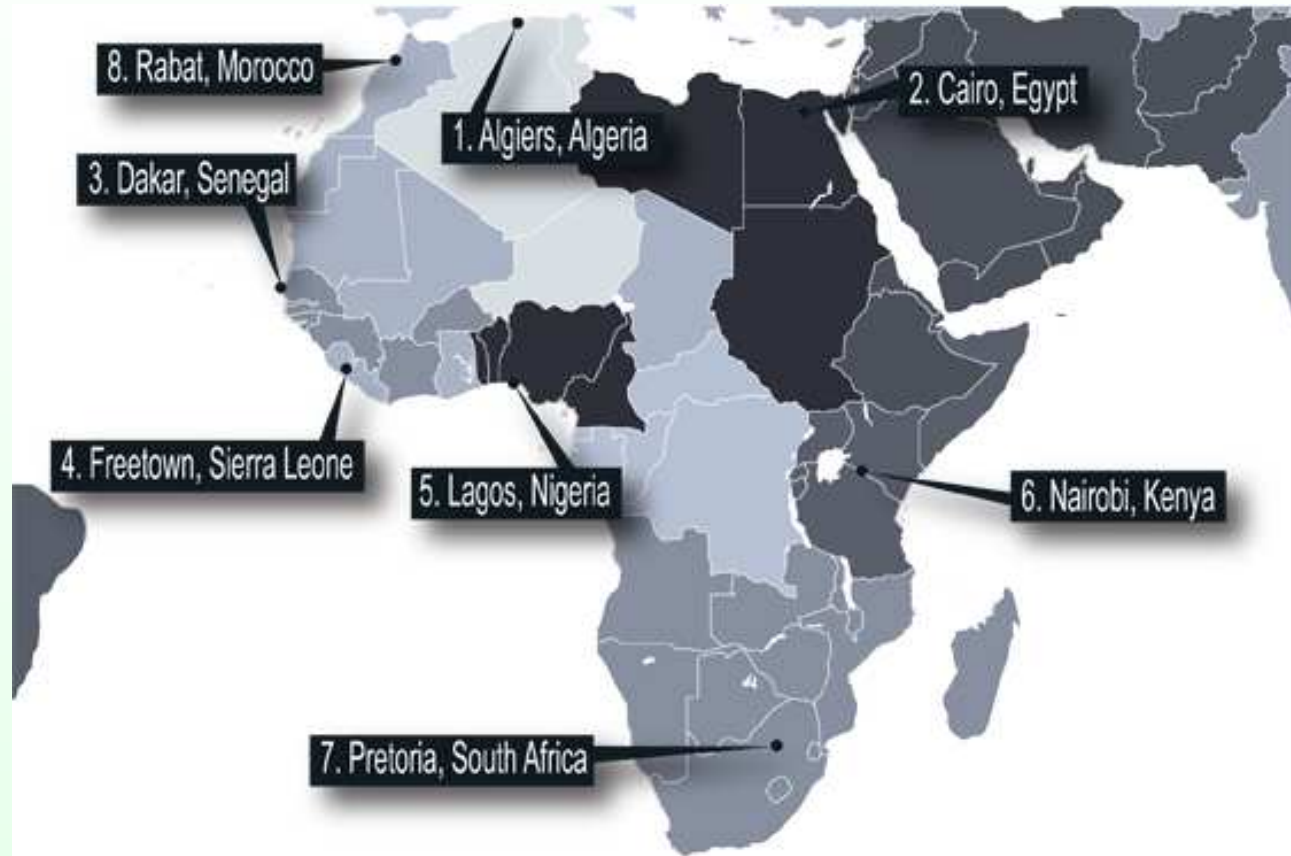 8. Rabat, Morocco
2. Cairo, Egypt
1. Algiers, Algeria
3. Dakar, Senegal
4. Freetown, Sierra Leone
5. Lagos, Nigeria
6. Nairobi, Kenya
7. Pretoria, South Africa